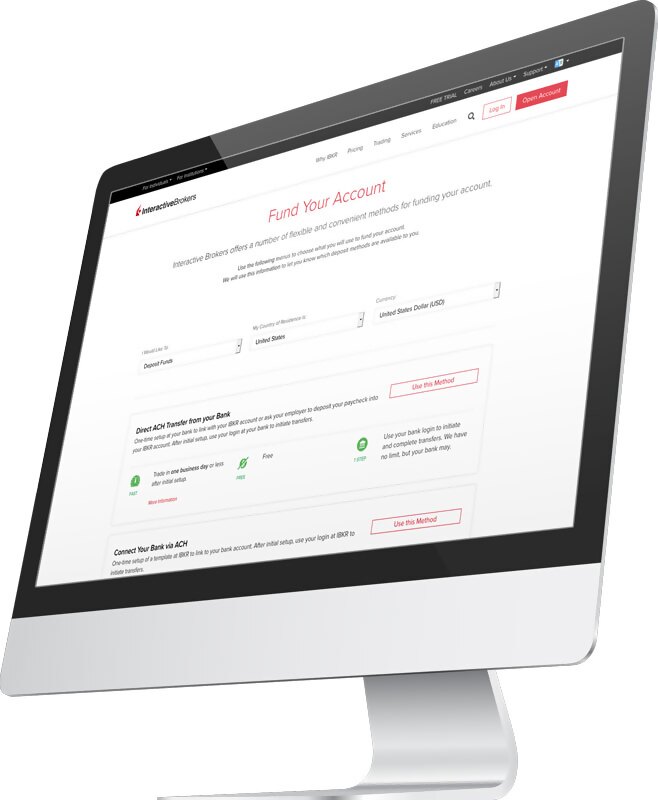 For Individuals
For Institutions
FREE TRIAL
Careers
About Us
Support
InteractiveBrokers
Why IBKR
Pricing
Trading
Services
Education
Log In
Open Account
Fund Your Account
Interactive Brokers offers a number of flexible and convenient methods for funding your account.
Use the following menus to choose what you will use to fund your account.
We will use this information to let you know which deposit methods are available to you.
I Would Like To:
Deposit Funds
My Country of Residence is:
United States
Currency:
United States Dollar (USD)
Direct ACH Transfer from your Bank
One-time setup at your bank to link with your IBKR account or ask your employer to deposit your paycheck into
your IBKR account. After initial setup, use your login at your bank to initiate transfers.
Use this Method
FAST
Trade in one business day or less
after initial setup.
More Information
FREE
Free
1 STEP
Use your bank login to initiate
and complete transfers. We have
no limit, but your bank may.
Connect Your Bank via ACH
One-time setup of a template at IBKR to link to your bank account. After initial setup, use your login at IBKR to
initiate transfers.
Use this Method